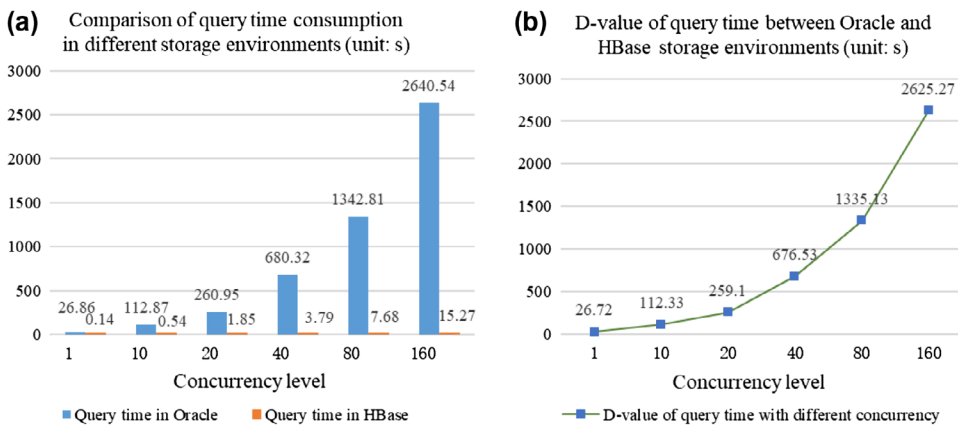 (a)
Comparison of query time consumption
in different storage environments (unit: s)
3000
2500
2000
1500
1000
500
0
26.86
0.14
112.87
0.54
260.95
1.85
680.32
3.79
1342.81
7.68
2640.54
15.27
1 10 20 40 80 160
Concurrency level
Query time in Oracle Query time in HBase
(b)
D-value of query time between Oracle and
HBase storage environments (unit: s)
3000
2500
2000
1500
1000
500
0
26.72
112.33
259.1
676.53
1335.13
2625.27
1 10 20 40 80 160
Concurrency level
D-value of query time with different concurrency